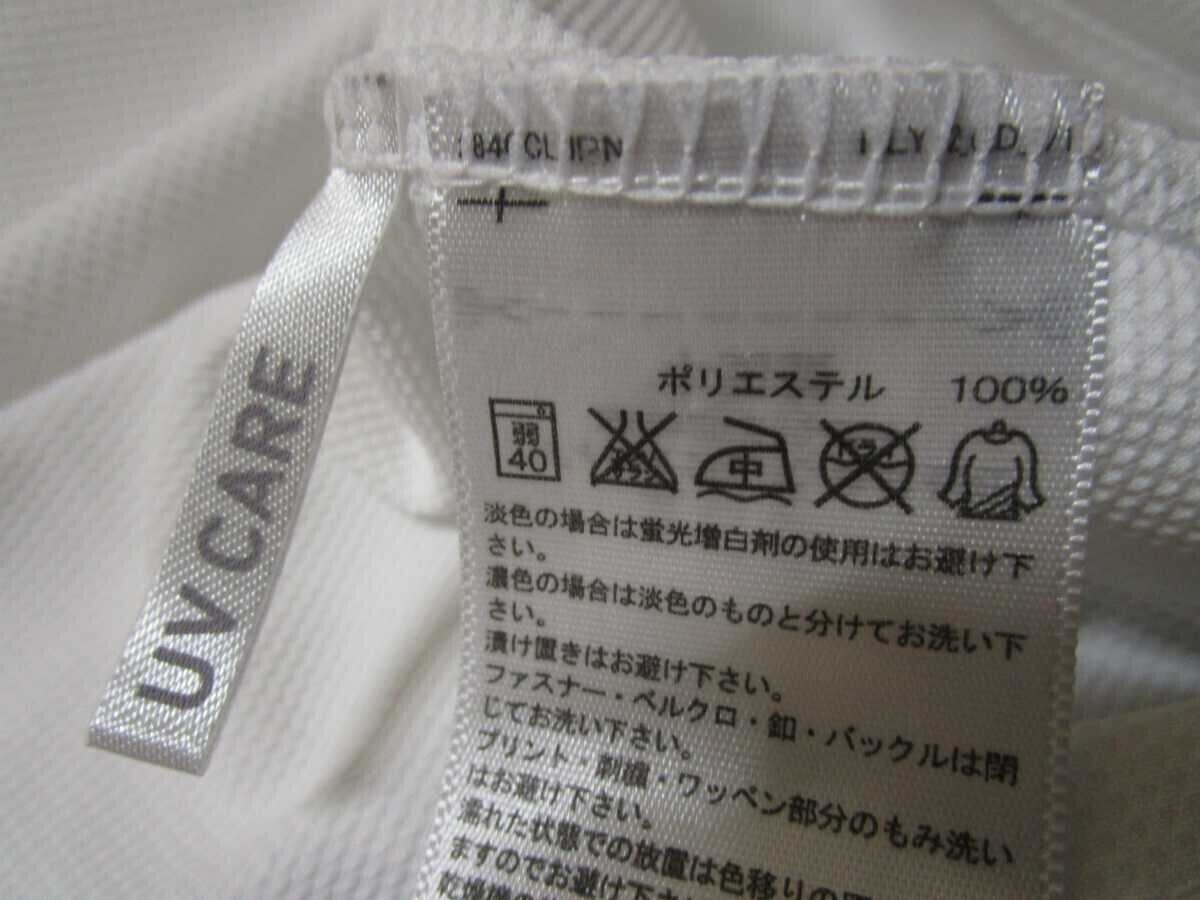 UV CARE
ポリエステル 100%
弱
40
中
ドライ
淡色の場合は蛍光増白剤の使用はお避け下
さい。
濃色の場合は淡色のものと分けてお洗い下
さい。
漬け置きはお避け下さい。
ファスナー・ベルクロ・釦・バックルは閉
じてお洗い下さい。
プリント・刺繍・ワッペン部分のもみ洗い
はお避け下さい。
濡れた状態での放置は色移りの
ますのでお避け下さ